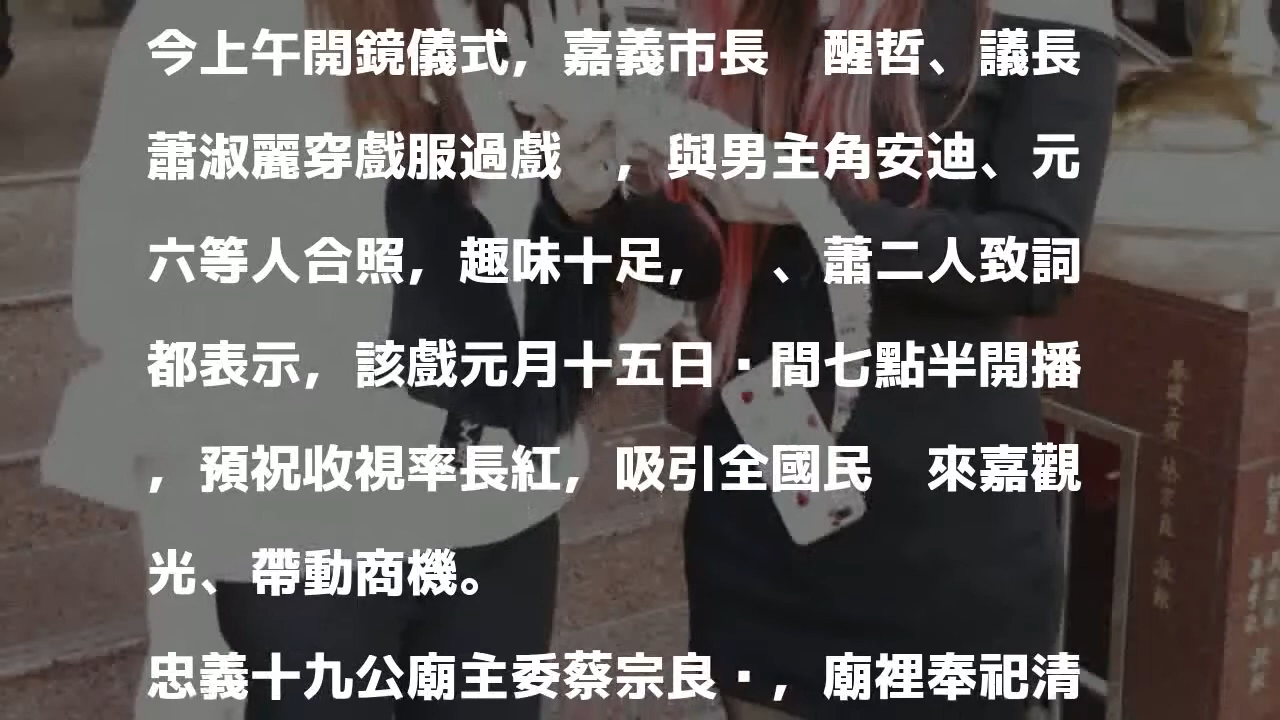 今上午開鏡儀式，嘉義市長　醒哲、議長
蕭淑麗穿戲服過戲　，與男主角安迪、元
六等人合照，趣味十足，　、蕭二人致詞
都表示，該戲元月十五日·間七點半開播
，預祝收視率長紅，吸引全國民　來嘉觀
光、帶動商機。
忠義十九公廟主委蔡宗良·，廟裡奉祀清